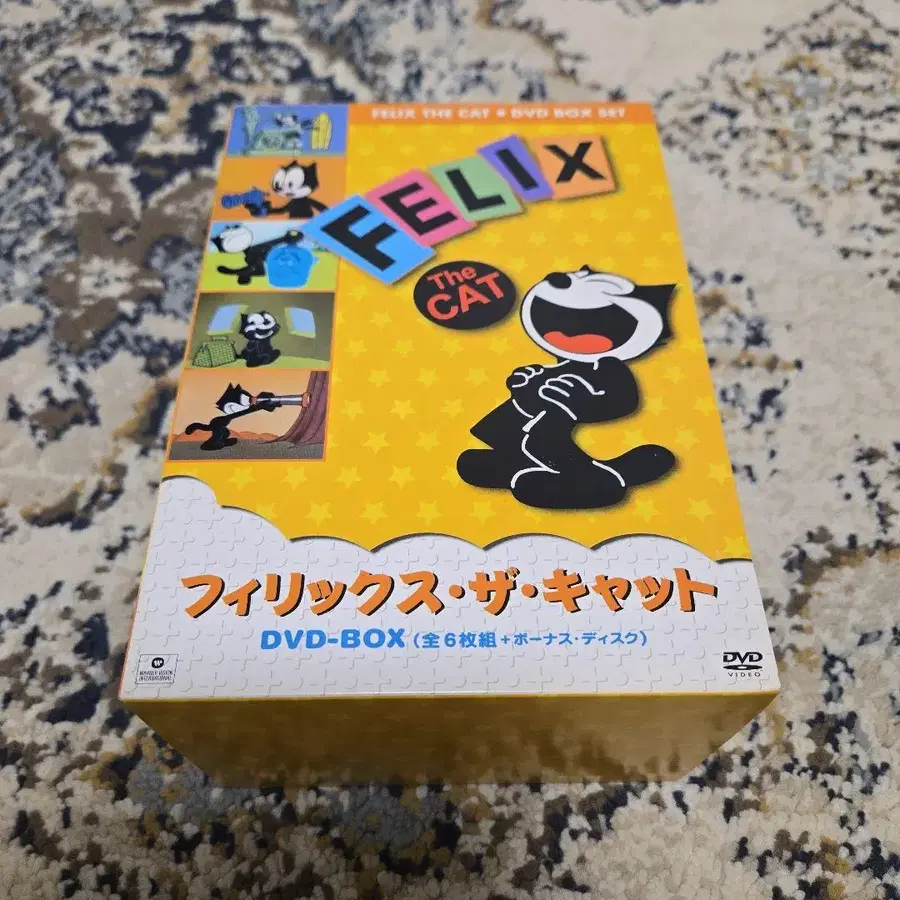 FELIX THE CAT ● DVD BOX SET
FELIX
The
CAT
フィリックス・ザ・キャット
DVD-BOX (全6枚組+ボーナス・ディスク)
DVD
VIDEO